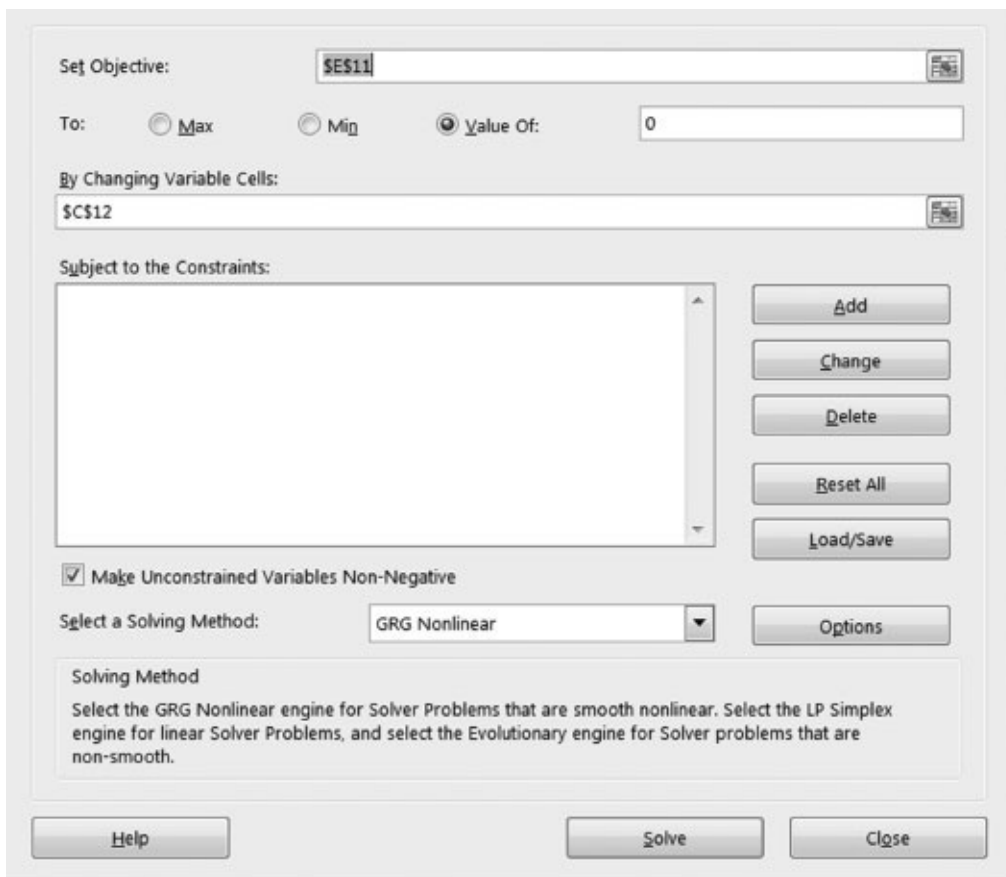 Set Objective: $E$11
To: Max Min Value Of: 0
By Changing Variable Cells:
$C$12
Subject to the Constraints:
Add
Change
Delete
Reset All
Load/Save
Make Unconstrained Variables Non-Negative
Select a Solving Method: GRG Nonlinear Options
Solving Method
Select the GRG Nonlinear engine for Solver Problems that are smooth nonlinear. Select the LP Simplex
engine for linear Solver Problems, and select the Evolutionary engine for Solver problems that are
non-smooth.
Help Solve Close